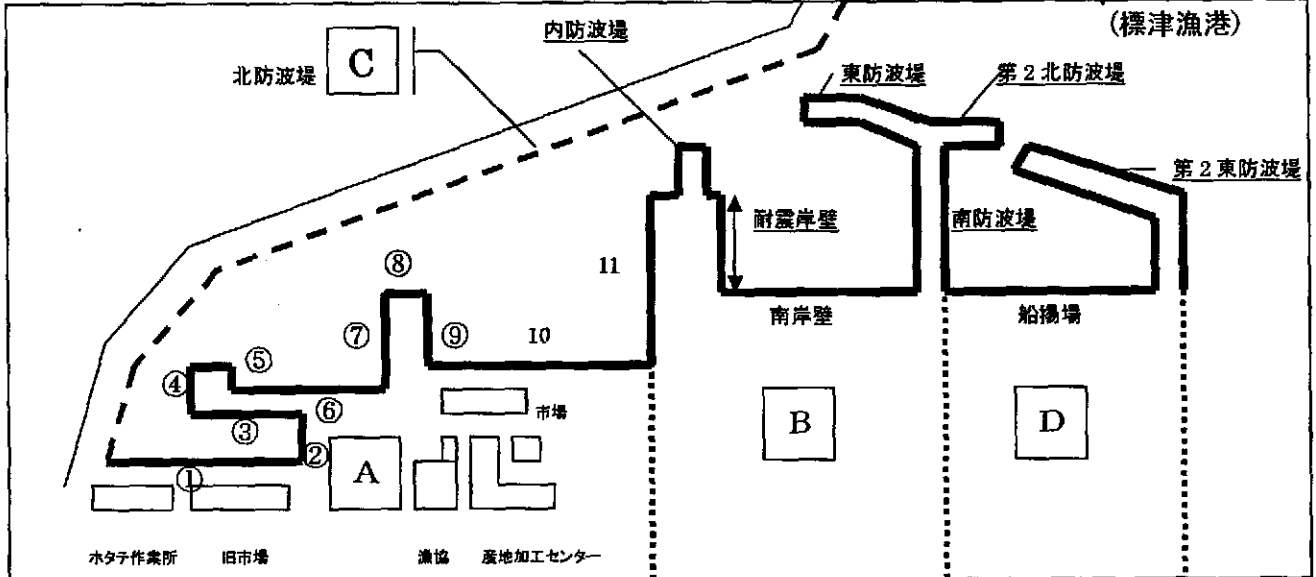 (標津漁港)
内防波堤
北防波堤
C
東防波堤
第2北防波堤
第2東防波堤
耐震岸壁
南防波堤
⑧
11
南岸壁
船揚場
⑦
⑨
10
⑤
④
⑥
市場
③
B
D
②
A
①
ホタテ作業所
旧市場
漁協
産地加工センター